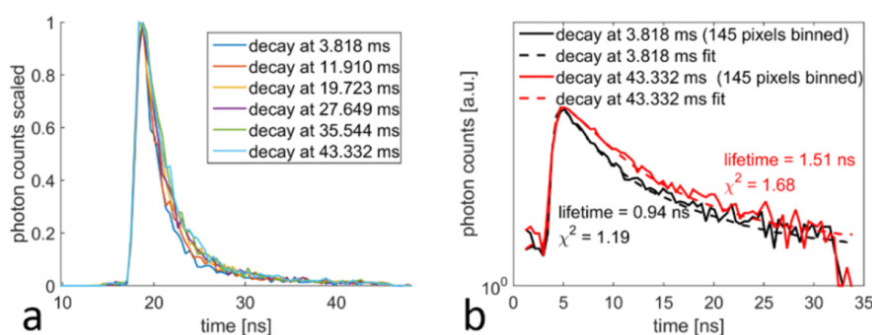 photon counts scaled
1
0.8
0.6
0.4
0.2
0
10 20 30 40
time [ns]
decay at 3.818 ms
decay at 11.910 ms
decay at 19.723 ms
decay at 27.649 ms
decay at 35.544 ms
decay at 43.332 ms
a
photon counts [a.u.]
10⁰
0 5 10 15 20 25 30 35
time [ns]
decay at 3.818 ms (145 pixels binned)
decay at 3.818 ms fit
decay at 43.332 ms (145 pixels binned)
decay at 43.332 ms fit
lifetime = 1.51 ns
χ² = 1.68
lifetime = 0.94 ns
χ² = 1.19
b